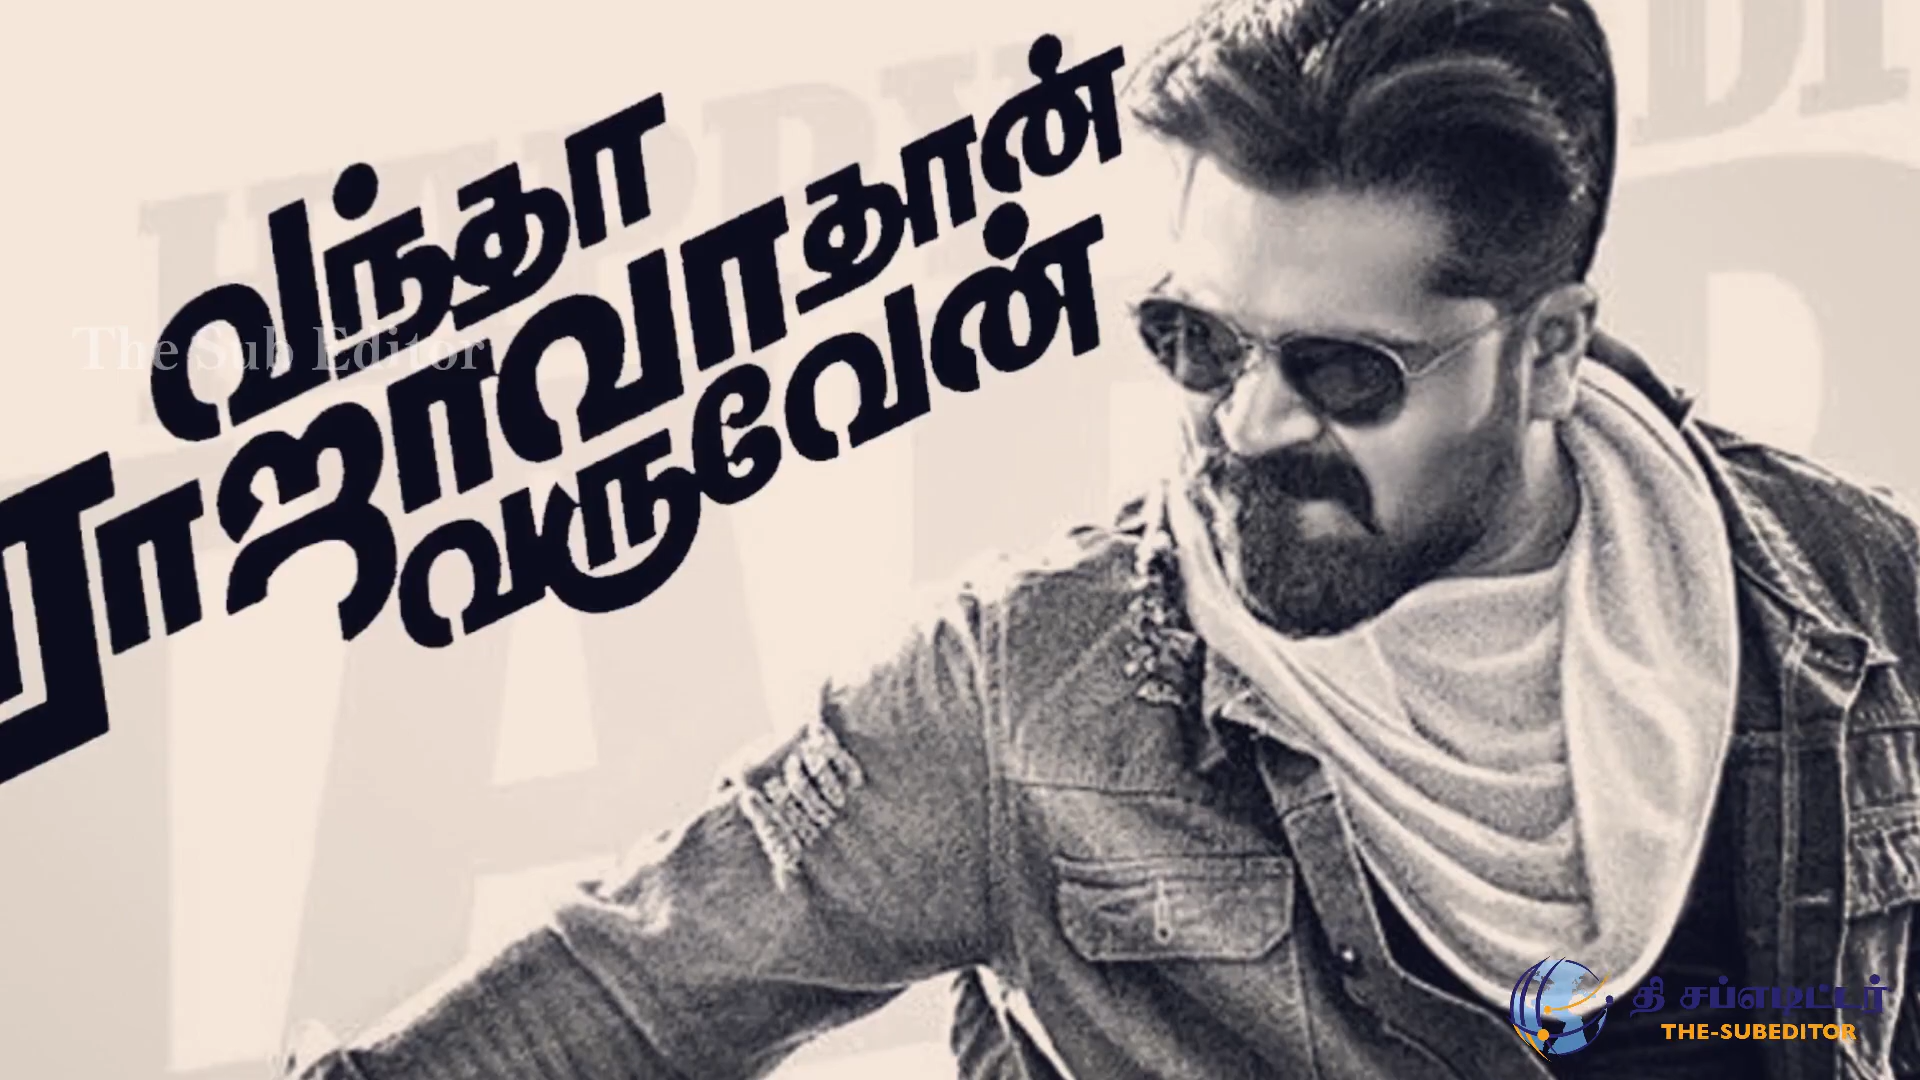 வந்தா
ராஜாவாதான்
வருவேன்
The Sub Editor
தி சப்எடிட்டர்
THE-SUBEDITOR